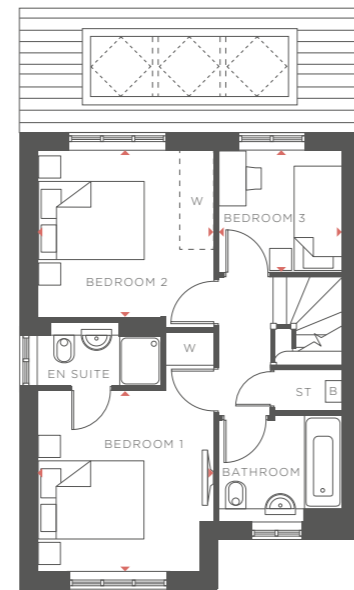 W
BEDROOM 3
BEDROOM 2
W
EN SUITE
ST
B
BEDROOM 1
BATHROOM